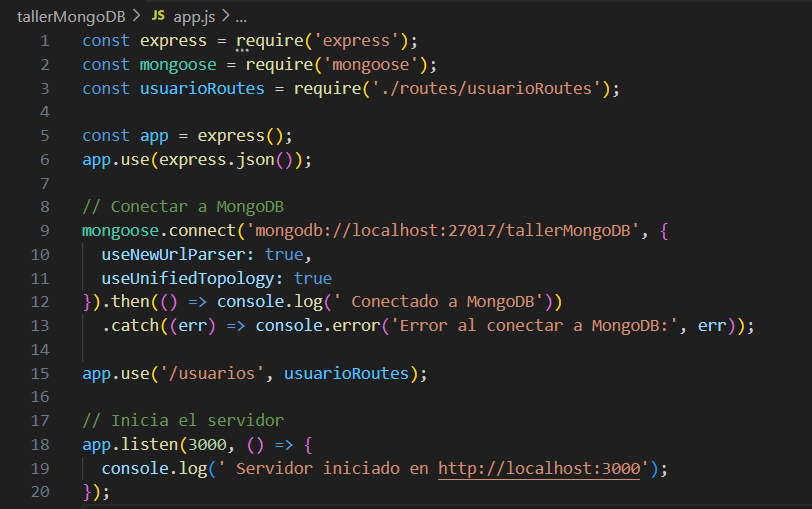 tallerMongoDB > JS app.js > ...
1 const express = require('express');
2 const mongoose = require('mongoose');
3 const usuarioRoutes = require('./routes/usuarioRoutes');
4
5 const app = express();
6 app.use(express.json());
7
8 // Conectar a MongoDB
9 mongoose.connect('mongodb://localhost:27017/tallerMongoDB', {
10   useNewUrlParser: true,
11   useUnifiedTopology: true
12 }).then(() => console.log(' Conectado a MongoDB'))
13   .catch((err) => console.error('Error al conectar a MongoDB:', err));
14
15 app.use('/usuarios', usuarioRoutes);
16
17 // Inicia el servidor
18 app.listen(3000, () => {
19   console.log(' Servidor iniciado en http://localhost:3000');
20 });